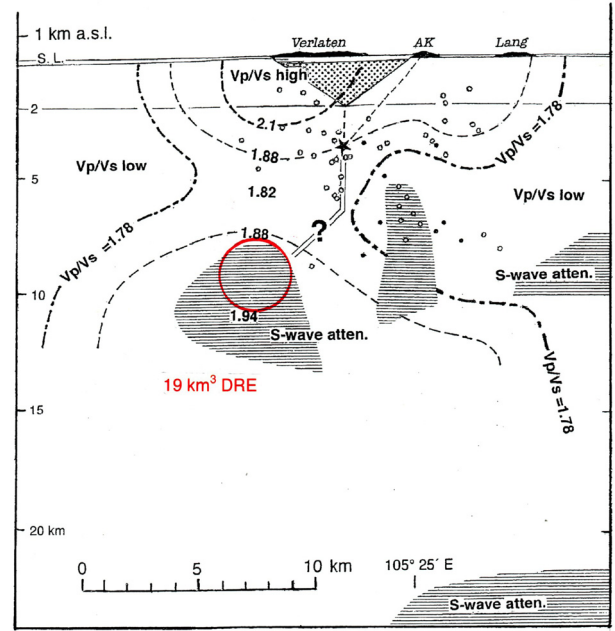 1 km a.s.l.
Verlaten AK Lang
S. L.
Vp/Vs high
2
2.1
1.88
Vp/Vs =1.78
Vp/Vs low
5
1.82
Vp/Vs low
?
1.88
Vp/Vs =1.78
S-wave atten.
10
1.94
S-wave atten.
19 km³ DRE
15
Vp/Vs =1.78
20 km
0 5 10 km 105° 25´ E
S-wave atten.